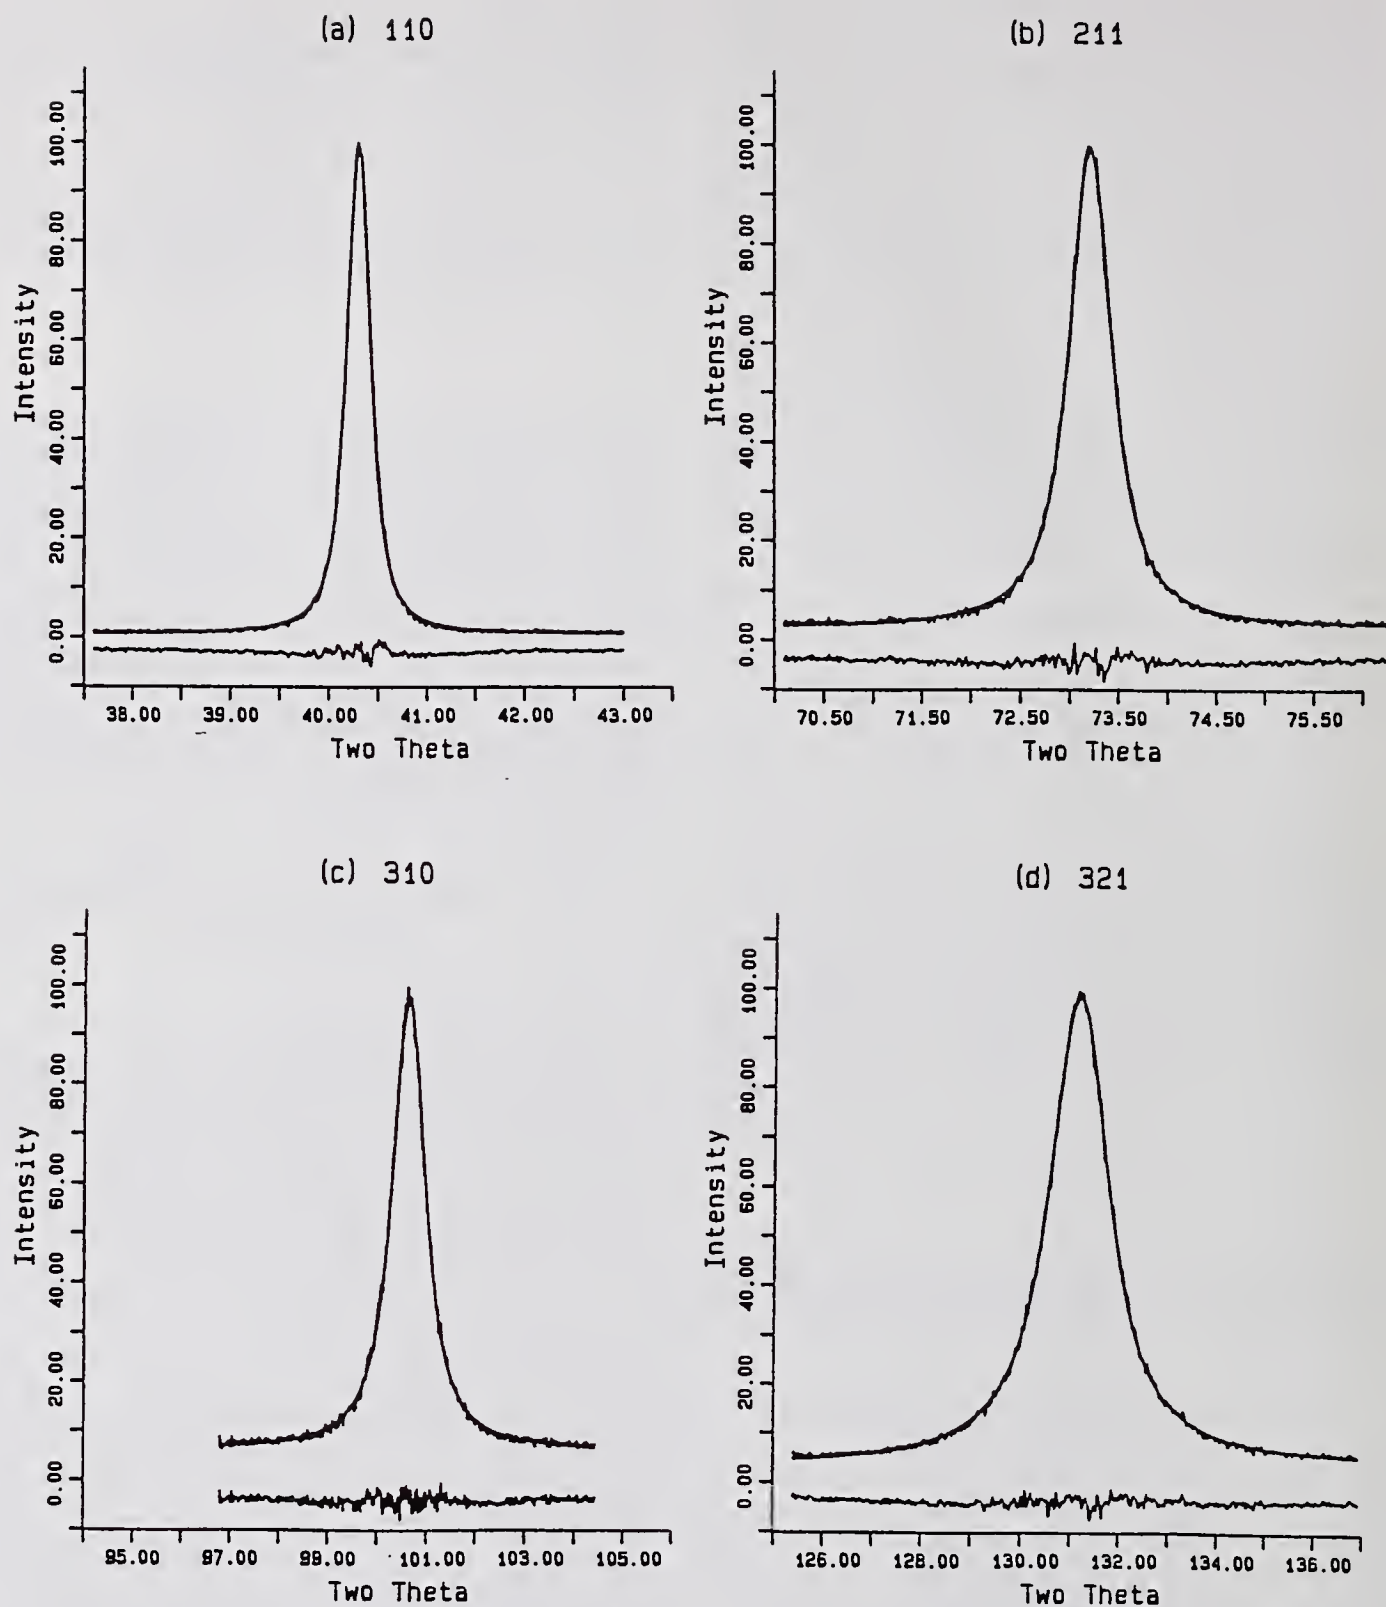 (a) 110
Intensity
0.00 20.00 40.00 60.00 80.00 100.00
38.00 39.00 40.00 41.00 42.00 43.00
Two Theta
(b) 211
Intensity
0.00 20.00 40.00 60.00 80.00 100.00
70.50 71.50 72.50 73.50 74.50 75.50
Two Theta
(c) 310
Intensity
0.00 20.00 40.00 60.00 80.00 100.00
95.00 97.00 99.00 101.00 103.00 105.00
Two Theta
(d) 321
Intensity
0.00 20.00 40.00 60.00 80.00 100.00
126.00 128.00 130.00 132.00 134.00 136.00
Two Theta